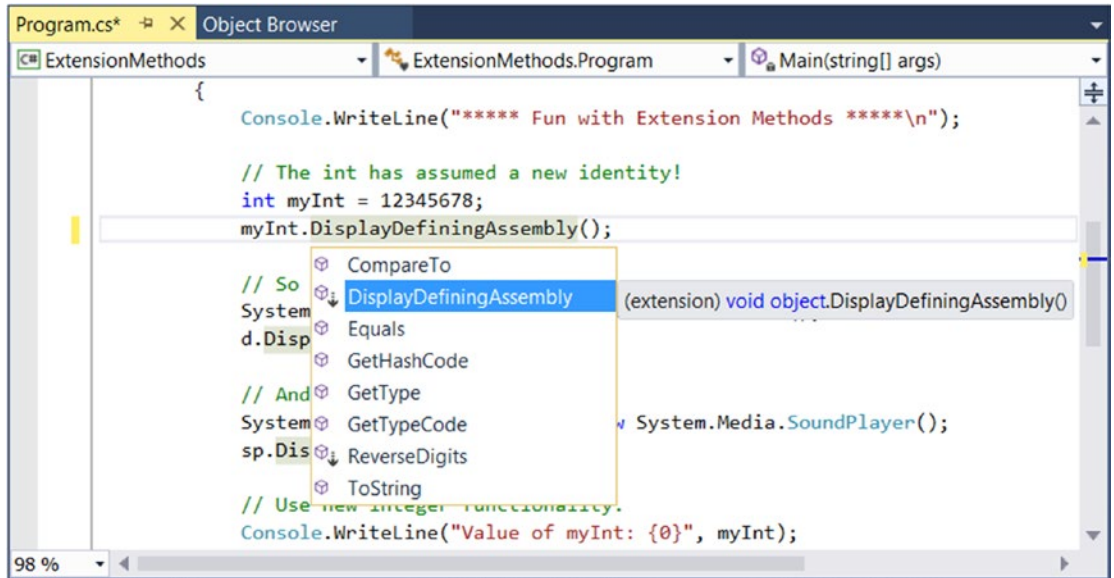 Program.cs* Object Browser
C# ExtensionMethods ExtensionMethods.Program Main(string[] args)
{
Console.WriteLine("***** Fun with Extension Methods *****\n");
// The int has assumed a new identity!
int myInt = 12345678;
myInt.DisplayDefiningAssembly();
CompareTo
// So
DisplayDefiningAssembly (extension) void object.DisplayDefiningAssembly()
System
Equals
d.Disp
GetHashCode
// And GetType
System GetTypeCode System.Media.SoundPlayer();
sp.Dis ReverseDigits
ToString
// Use new integer functionality.
Console.WriteLine("Value of myInt: {0}", myInt);
98 %